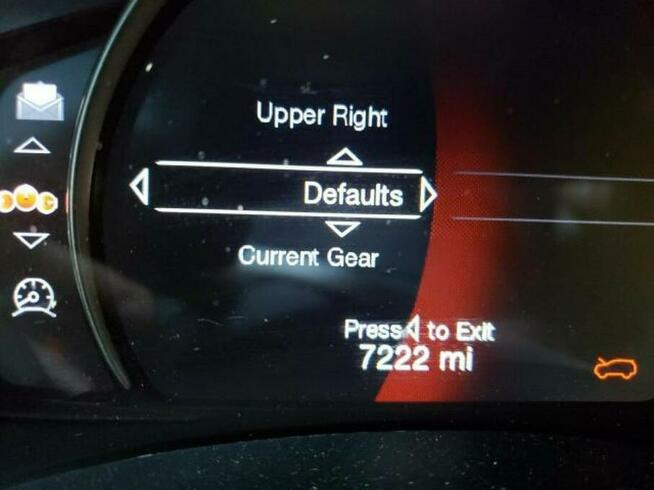 Upper Right
Defaults
Current Gear
Press to Exit
7222 mi